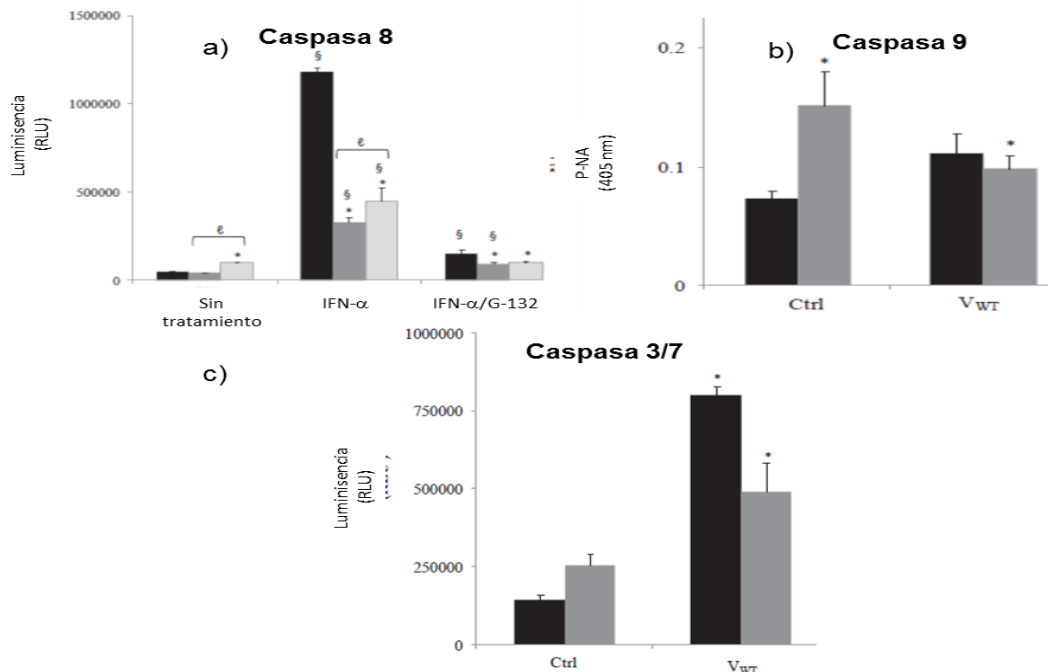 a)
Caspasa 8
1500000
1000000
500000
0
Luminisencia
(RLU)
§
€
*
§
*
€
§
*
§
*
§
§
*
*
Sin
tratamiento
IFN-α
IFN-α/G-132
b)
Caspasa 9
0.2
0.1
0
P-NA
(405 nm)
*
*
Ctrl
VWT
c)
Caspasa 3/7
1000000
750000
500000
250000
0
Luminisencia
(RLU)
*
*
Ctrl
VWT